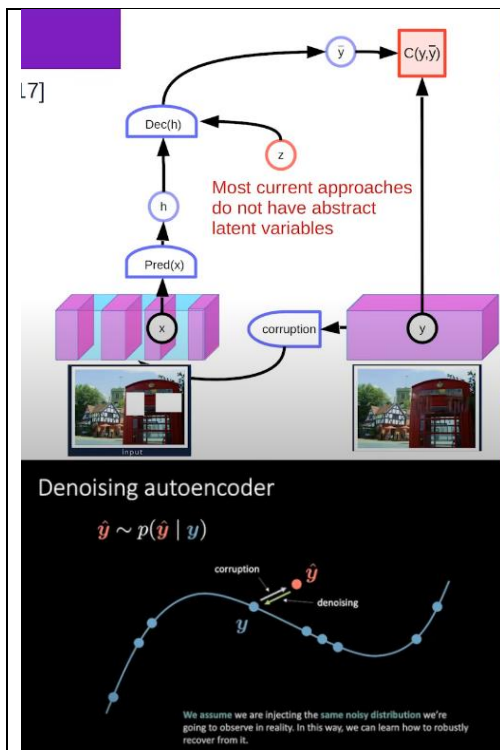 17]
ȳ
C(y,ȳ)
Dec(h)
z
Most current approaches
do not have abstract
latent variables
h
Pred(x)
x
corruption
y
Input
Denoising autoencoder
ŷ ∼ p(ŷ | y)
corruption
ŷ
denoising
y
We assume we are injecting the same noisy distribution we're
going to observe in reality. In this way, we can learn how to robustly
recover from it.